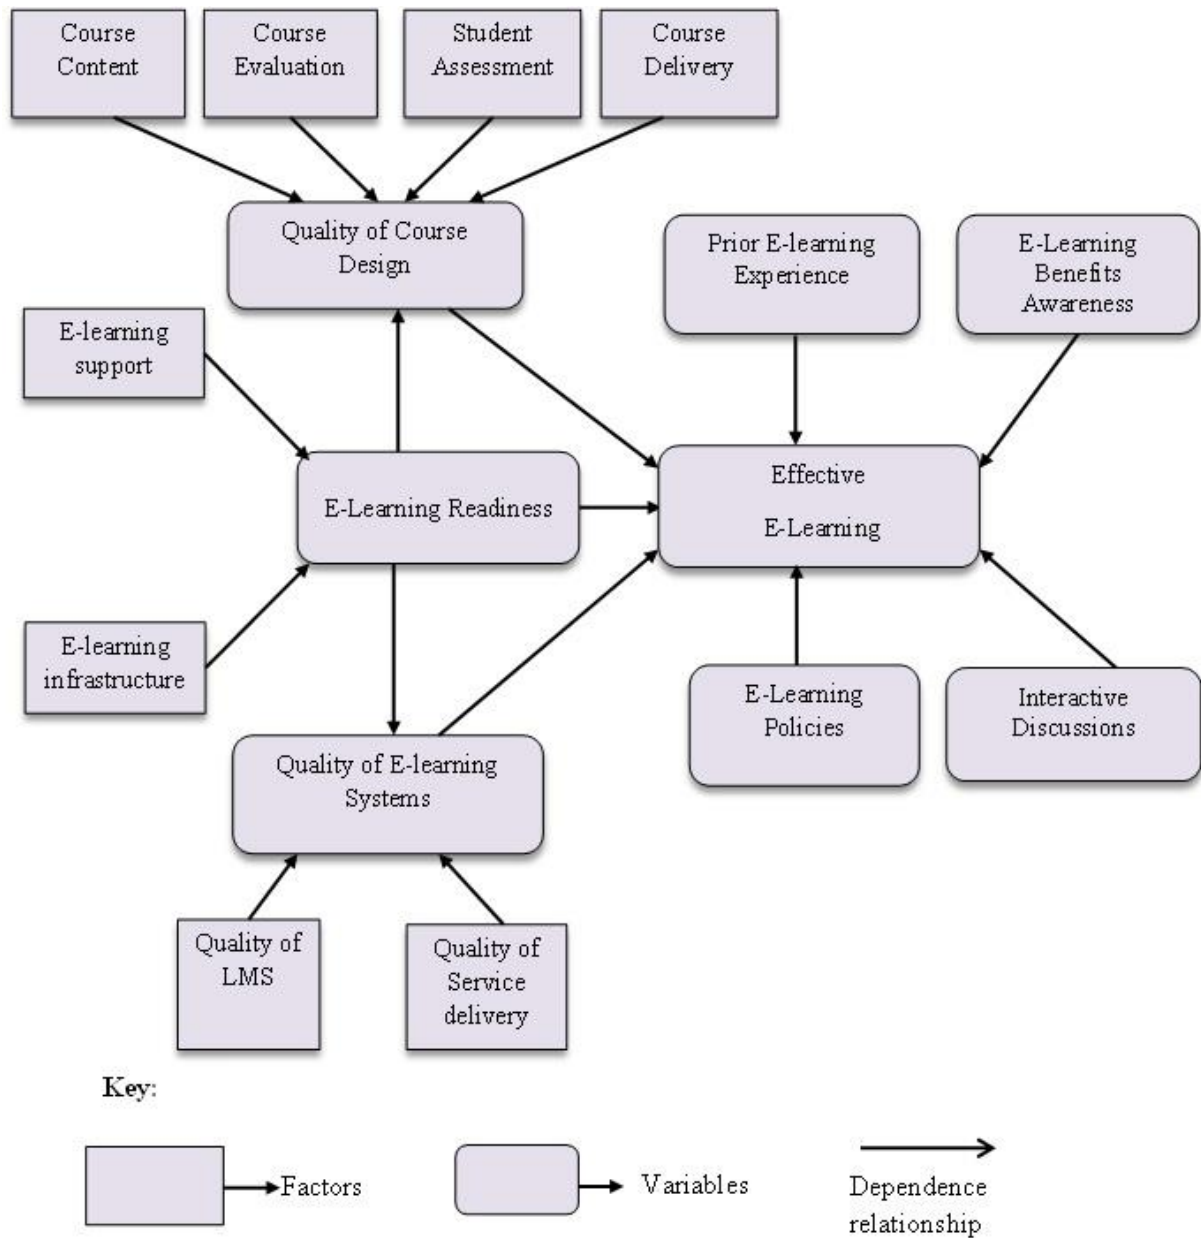 Course
Content
Course
Evaluation
Student
Assessment
Course
Delivery
Quality of Course
Design
Prior E-learning
Experience
E-Learning
Benefits
Awareness
E-learning
support
E-Learning Readiness
Effective
E-Learning
E-learning
infrastructure
E-Learning
Policies
Interactive
Discussions
Quality of E-learning
Systems
Quality of
LMS
Quality of
Service
delivery
Key:
Factors
Variables
Dependence
relationship